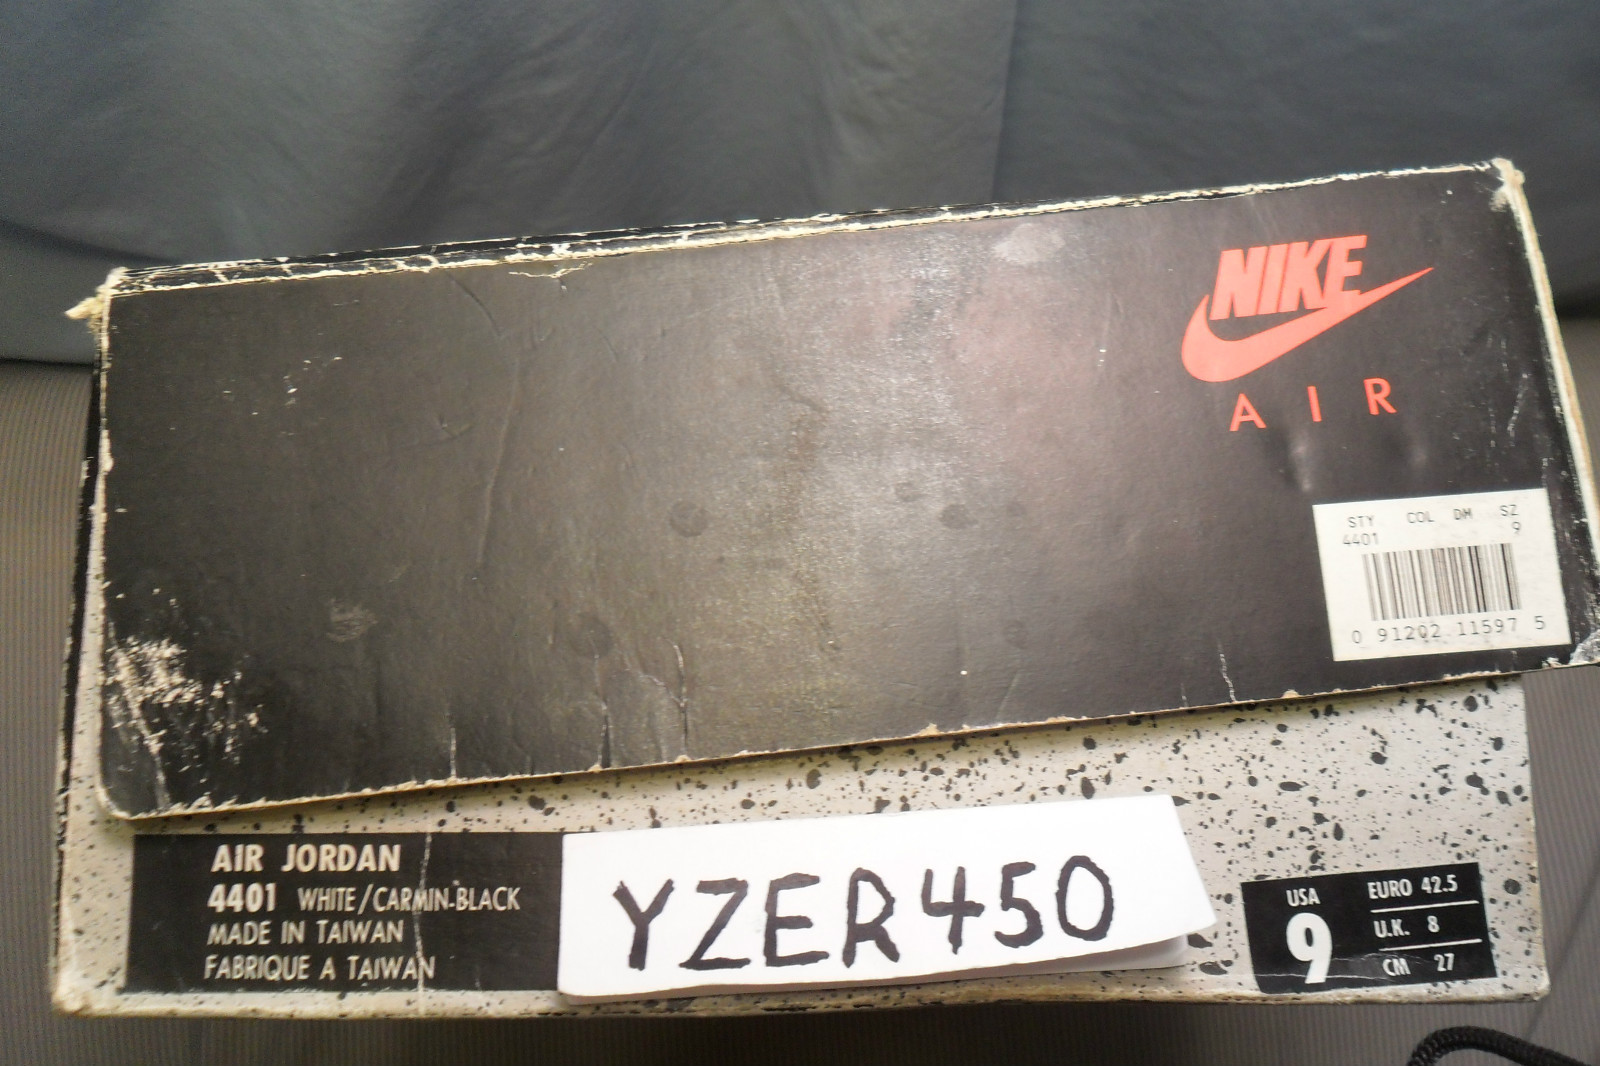 NIKE
AIR
STY COL DM SZ
4401 9
0 91202 11597 5
AIR JORDAN
4401 WHITE/CARMIN-BLACK
MADE IN TAIWAN
FABRIQUE A TAIWAN
YZER450
USA
9
EURO 42.5
U.K. 8
CM 27